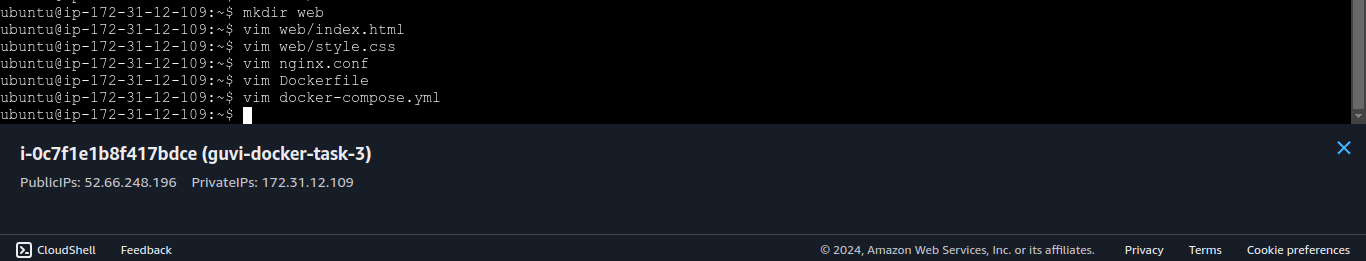 ubuntu@ip-172-31-12-109:~$ mkdir web
ubuntu@ip-172-31-12-109:~$ vim web/index.html
ubuntu@ip-172-31-12-109:~$ vim web/style.css
ubuntu@ip-172-31-12-109:~$ vim nginx.conf
ubuntu@ip-172-31-12-109:~$ vim Dockerfile
ubuntu@ip-172-31-12-109:~$ vim docker-compose.yml
ubuntu@ip-172-31-12-109:~$
i-0c7f1e1b8f417bdce (guvi-docker-task-3)
PublicIPs: 52.66.248.196 PrivateIPs: 172.31.12.109
CloudShell Feedback © 2024, Amazon Web Services, Inc. or its affiliates. Privacy Terms Cookie preferences